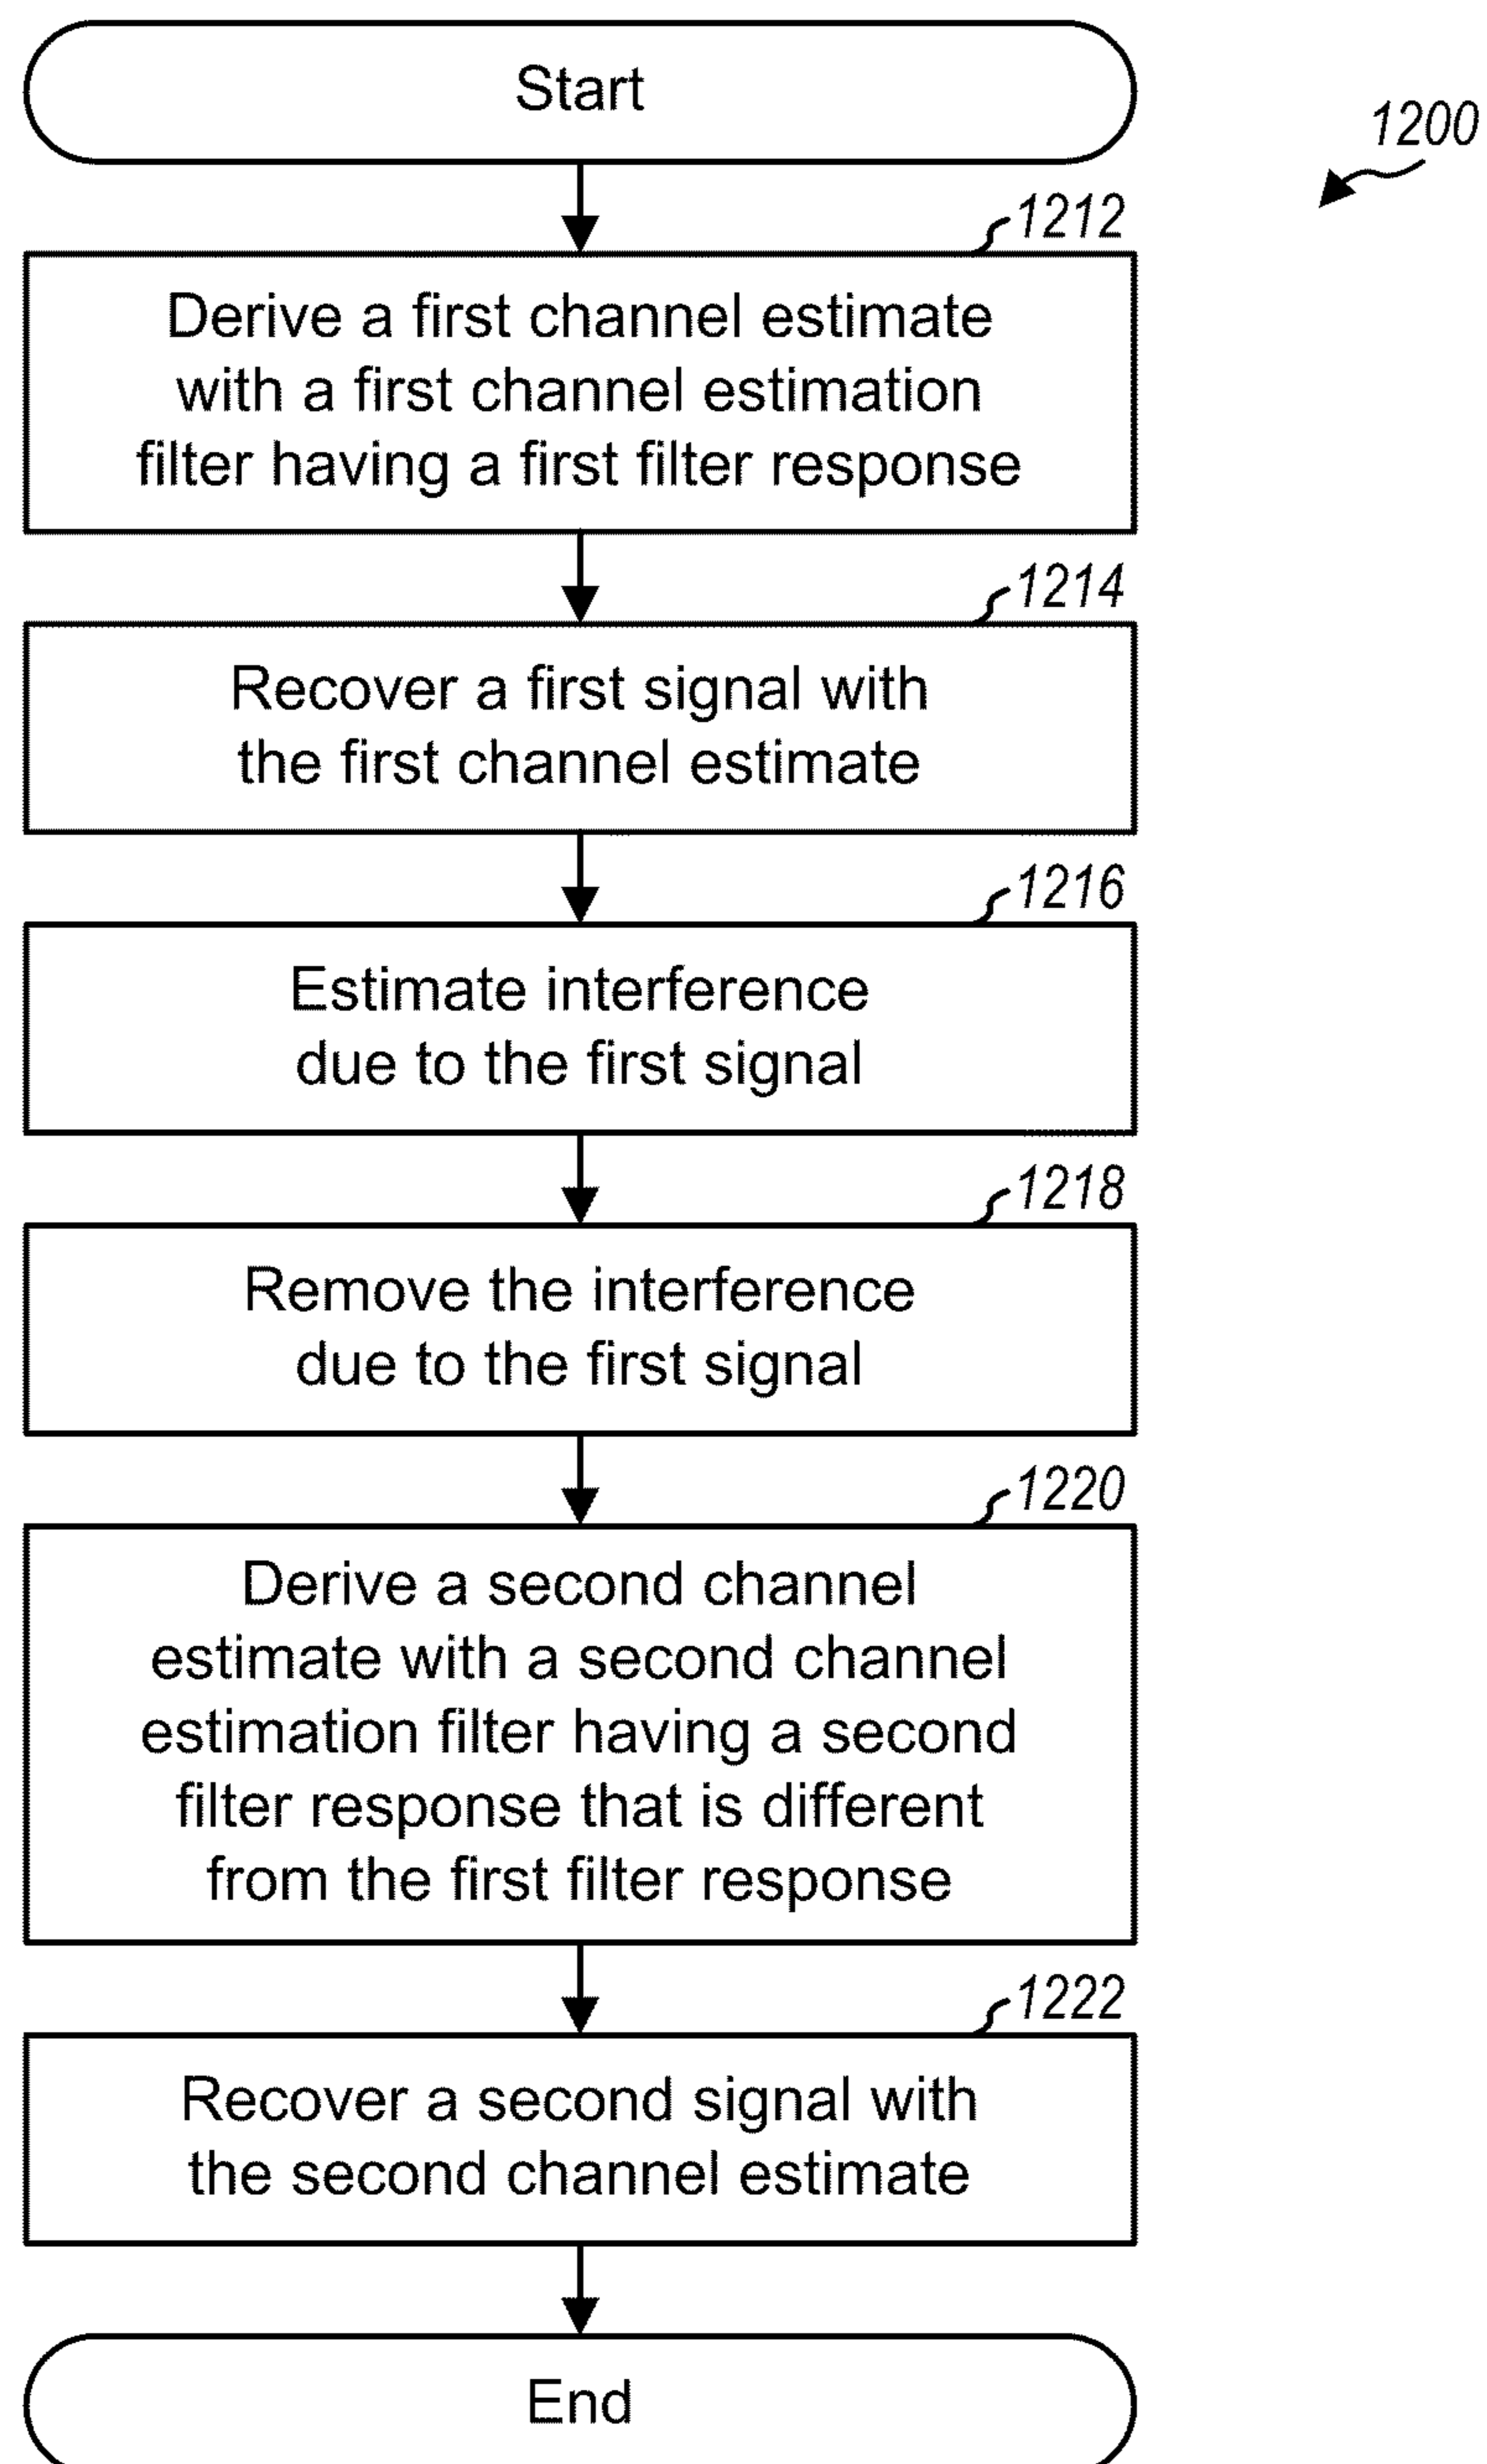 Start
1200
1212
Derive a first channel estimate
with a first channel estimation
filter having a first filter response
1214
Recover a first signal with
the first channel estimate
1216
Estimate interference
due to the first signal
1218
Remove the interference
due to the first signal
1220
Derive a second channel
estimate with a second channel
estimation filter having a second
filter response that is different
from the first filter response
1222
Recover a second signal with
the second channel estimate
End